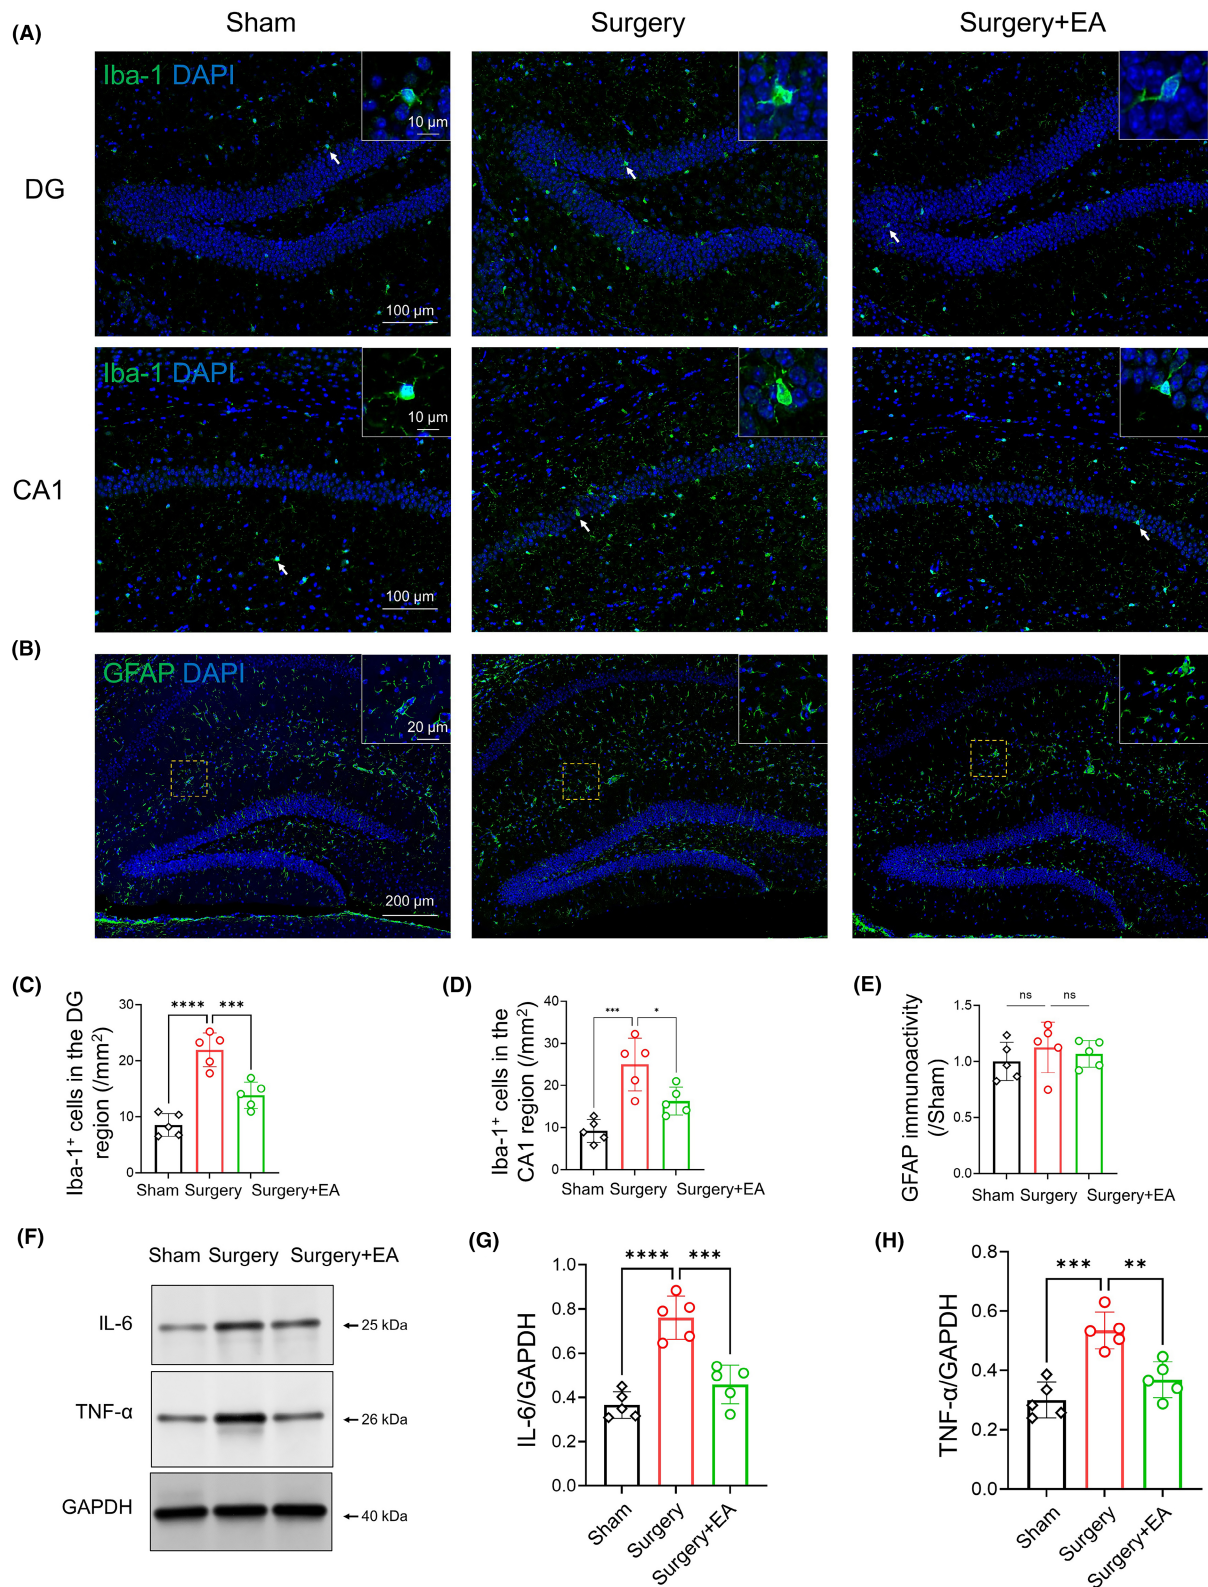 (A)
Sham Surgery Surgery+EA
Iba-1 DAPI
10 µm
DG
100 µm
Iba-1 DAPI
10 µm
CA1
100 µm
(B)
GFAP DAPI
20 µm
200 µm
(C)
Iba-1+ cells in the DG
region (/mm2)
30
20
10
0
**** ***
Sham Surgery Surgery+EA
(D)
Iba-1+ cells in the
CA1 region (/mm2)
40
30
20
10
0
*** *
Sham Surgery Surgery+EA
(E)
GFAP immunoactivity
(/Sham)
1.5
1.0
0.5
0.0
ns ns
Sham Surgery Surgery+EA
(F)
Sham Surgery Surgery+EA
IL-6
25 kDa
TNF-α
26 kDa
GAPDH
40 kDa
(G)
IL-6/GAPDH
1.0
0.8
0.6
0.4
0.2
0.0
**** ***
Sham
Surgery
Surgery+EA
(H)
TNF-α/GAPDH
0.8
0.6
0.4
0.2
0.0
*** **
Sham
Surgery
Surgery+EA